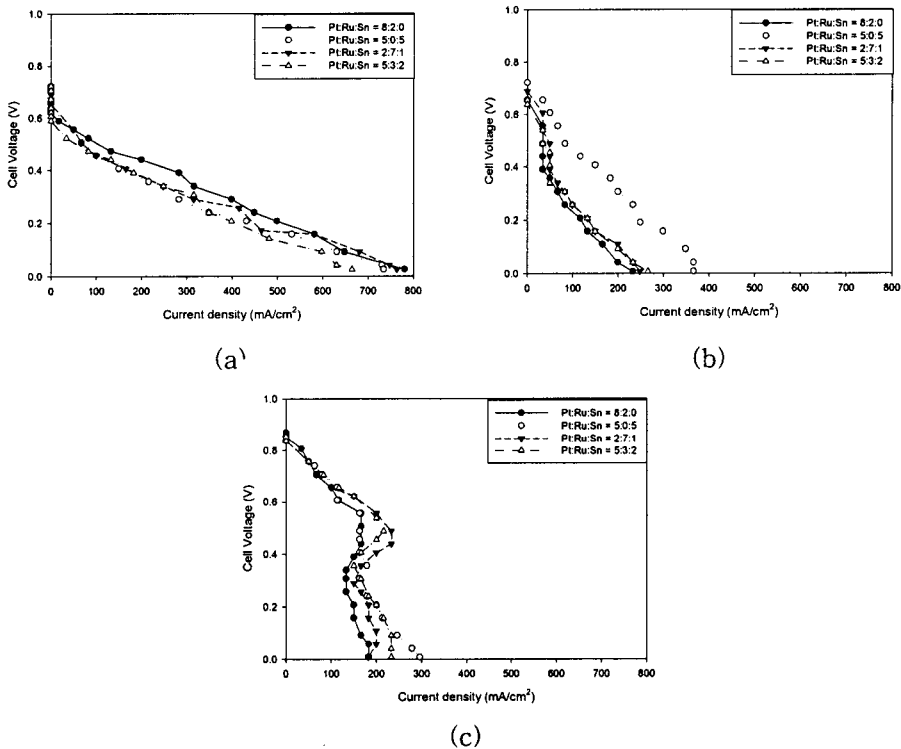 1.0
0.8
0.6
0.4
0.2
0.0
Cell Voltage (V)
Pt:Ru:Sn = 8:2:0
Pt:Ru:Sn = 5:0:5
Pt:Ru:Sn = 2:7:1
Pt:Ru:Sn = 5:3:2
0 100 200 300 400 500 600 700 800
Current density (mA/cm²)
(a)
1.0
0.8
0.6
0.4
0.2
0.0
Cell Voltage (V)
Pt:Ru:Sn = 8:2:0
Pt:Ru:Sn = 5:0:5
Pt:Ru:Sn = 2:7:1
Pt:Ru:Sn = 5:3:2
0 100 200 300 400 500 600 700 800
Current density (mA/cm²)
(b)
1.0
0.8
0.6
0.4
0.2
0.0
Cell Voltage (V)
Pt:Ru:Sn = 8:2:0
Pt:Ru:Sn = 5:0:5
Pt:Ru:Sn = 2:7:1
Pt:Ru:Sn = 5:3:2
0 100 200 300 400 500 600 700 800
Current density (mA/cm²)
(c)